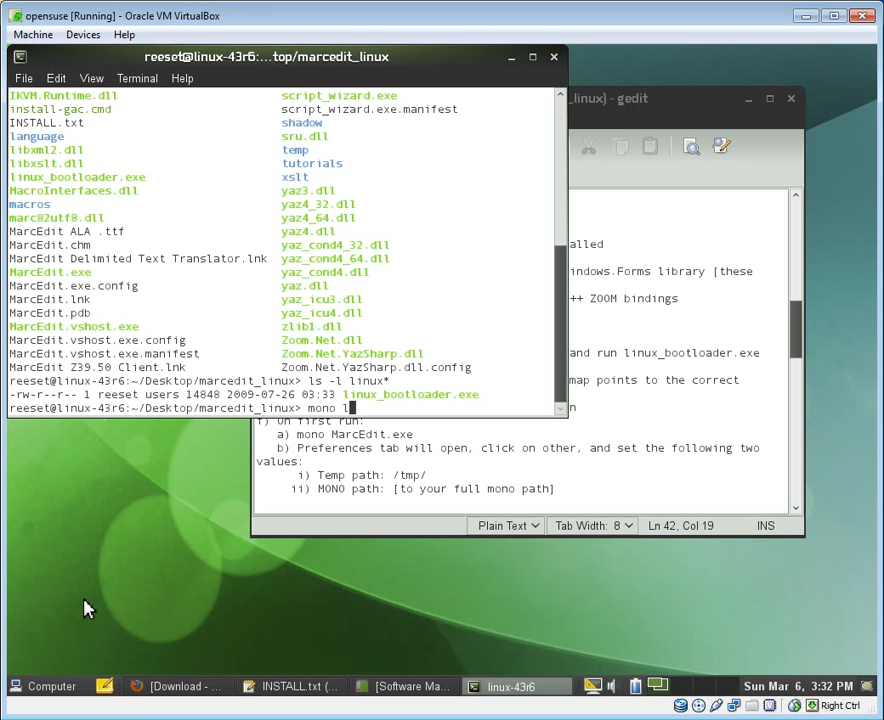 opensuse [Running] - Oracle VM VirtualBox
Machine Devices Help
reeset@linux-43r6:...top/marcedit_linux
File Edit View Terminal Help
IKVM.Runtime.dll script_wizard.exe
install-gac.cmd script_wizard.exe.manifest
INSTALL.txt shadow
language sru.dll
libxml2.dll temp
libxslt.dll tutorials
linux_bootloader.exe xslt
MacroInterfaces.dll yaz3.dll
macros yaz4_32.dll
marc82utf8.dll yaz4_64.dll
MarcEdit ALA .ttf yaz4.dll
MarcEdit.chm yaz_cond4_32.dll
MarcEdit Delimited Text Translator.lnk yaz_cond4_64.dll
MarcEdit.exe yaz_cond4.dll
MarcEdit.exe.config yaz.dll
MarcEdit.lnk yaz_icu3.dll
MarcEdit.pdb yaz_icu4.dll
MarcEdit.vshost.exe zlib1.dll
MarcEdit.vshost.exe.config Zoom.Net.dll
MarcEdit.vshost.exe.manifest Zoom.Net.YazSharp.dll
MarcEdit Z39.50 Client.lnk Zoom.Net.YazSharp.dll.config
reeset@linux-43r6:~/Desktop/marcedit_linux> ls -l linux*
-rw-r--r-- 1 reeset users 14848 2009-07-26 03:33 linux_bootloader.exe
reeset@linux-43r6:~/Desktop/marcedit_linux> mono l
_linux) - gedit
alled
indows.Forms library [these
++ ZOOM bindings
and run linux_bootloader.exe
map points to the correct
n
f) On first run:
a) mono MarcEdit.exe
b) Preferences tab will open, click on other, and set the following two
values:
i) Temp path: /tmp/
ii) MONO path: [to your full mono path]
Plain Text Tab Width: 8 Ln 42, Col 19 INS
Computer [Download - ... INSTALL.txt (... [Software Ma... linux-43r6 Sun Mar 6, 3:32 PM
Right Ctrl